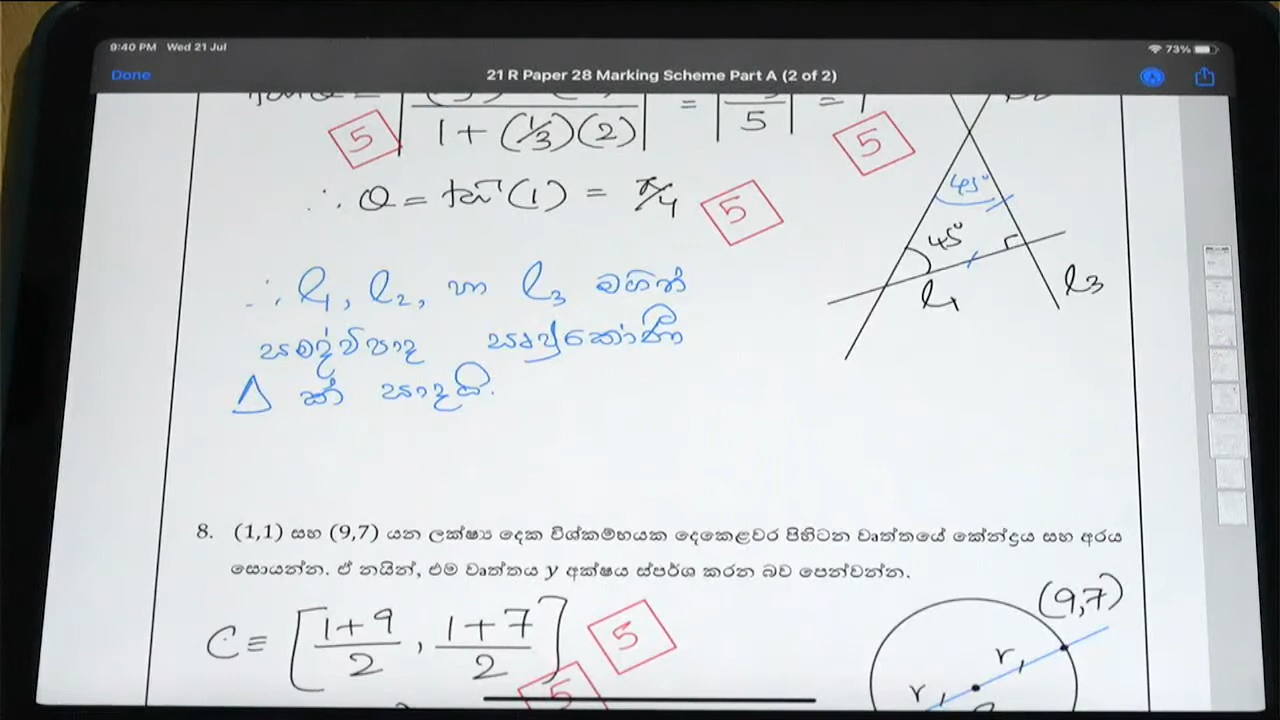 9:40 PM Wed 21 Jul
73%
Done
21 R Paper 28 Marking Scheme Part A (2 of 2)
1 + (1/3)(2)
= | /5 | = 1
5
5
∴ θ = tan⁻¹(1) = π/4
5
45°
45°
l₁
l₃
∴ l₁, l₂, හා l₃ මගින්
සමද්විපාද සෘජුකෝණී
Δ ක් සාදයි.
8. (1,1) සහ (9,7) යන ලක්ෂ්‍ය දෙක විශ්කම්භයක දෙකෙළවර පිහිටන වෘත්තයේ කේන්ද්‍රය සහ අරය
සොයන්න. ඒ නයින්, එම වෘත්තය y අක්ෂය ස්පර්ශ කරන බව පෙන්වන්න.
C ≡ [(1+9)/2, (1+7)/2]
5
5
(9,7)
r
r